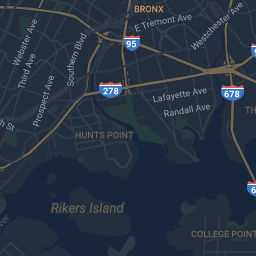 BRONX
E Tremont Ave
Westchester Ave
Webster Ave
Third Ave
Southern Blvd
95
Prospect Ave
278
Lafayette Ave
678
Randall Ave
HUNTS POINT
Rikers Island
COLLEGE POINT